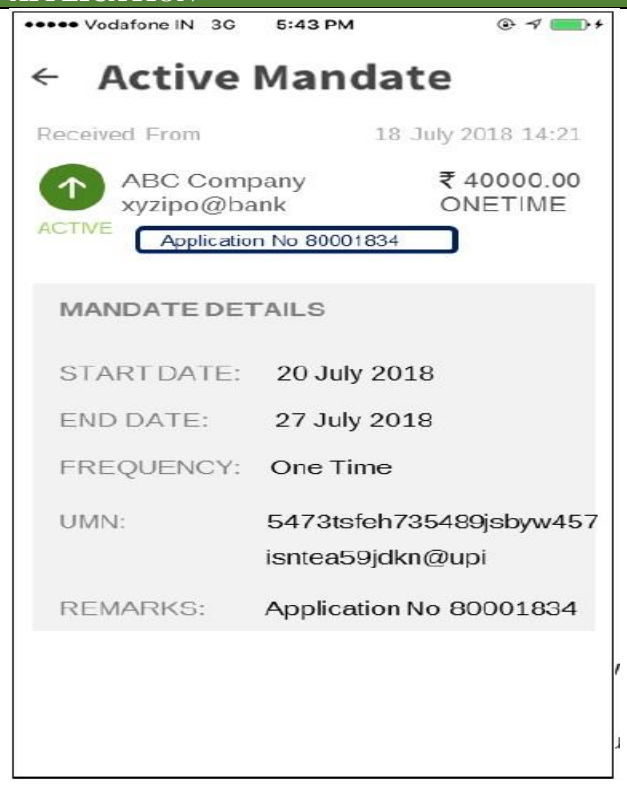 APPLICATION
Vodafone IN 3G 5:43 PM
Active Mandate
Received From 18 July 2018 14:21
ABC Company ₹ 40000.00
xyzipo@bank ONETIME
ACTIVE
Application No 80001834
MANDATE DETAILS
START DATE: 20 July 2018
END DATE: 27 July 2018
FREQUENCY: One Time
UMN: 5473tsfeh735489jsbyw457
isntea59jdkn@upi
REMARKS: Application No 80001834